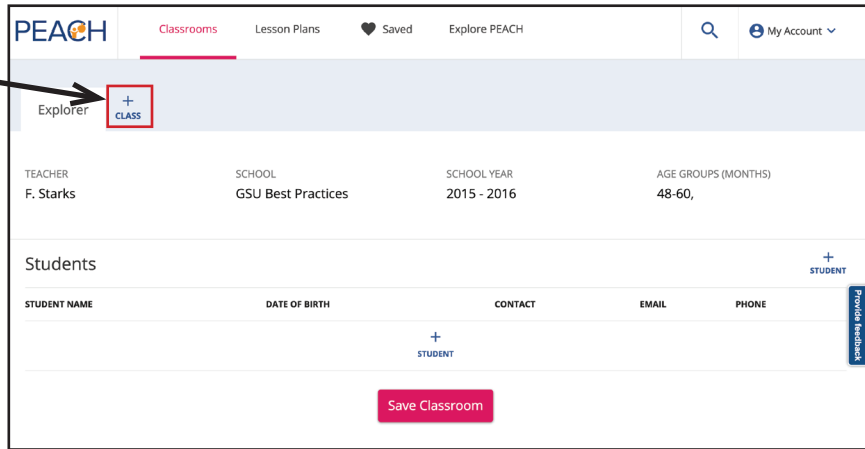 PEACH Classrooms Lesson Plans Saved Explore PEACH My Account
Explorer + CLASS
TEACHER SCHOOL SCHOOL YEAR AGE GROUPS (MONTHS)
F. Starks GSU Best Practices 2015 - 2016 48-60,
Students + STUDENT
STUDENT NAME DATE OF BIRTH CONTACT EMAIL PHONE
+ STUDENT
Save Classroom
Provide feedback